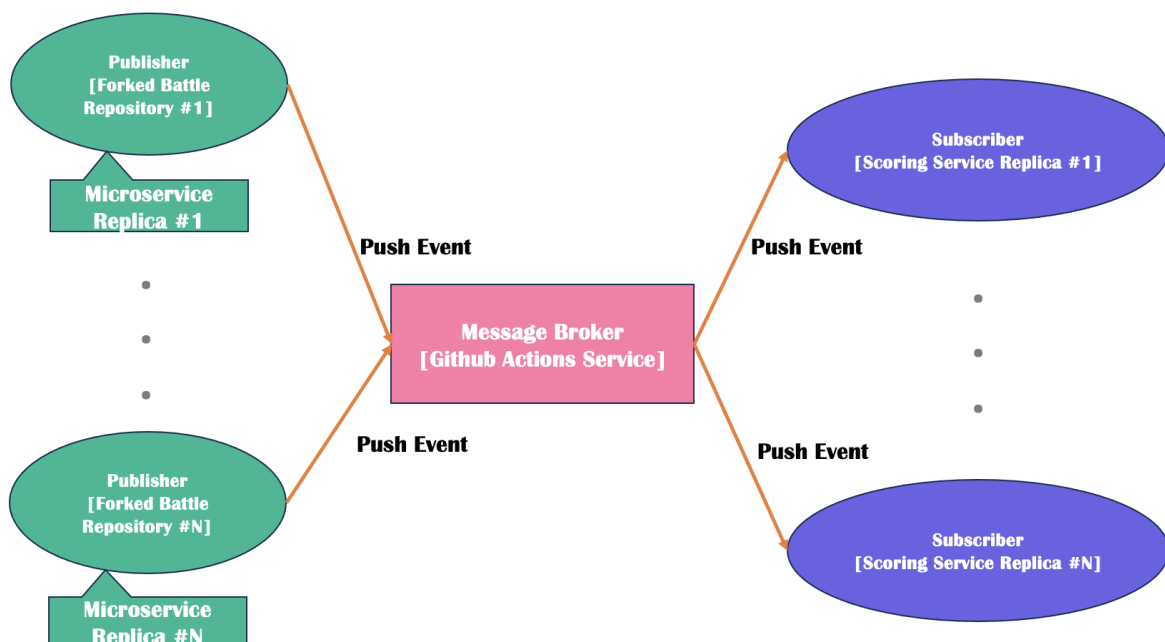 Publisher
[Forked Battle
Repository #1]
Microservice
Replica #1
Push Event
Message Broker
[Github Actions Service]
Push Event
Publisher
[Forked Battle
Repository #N]
Microservice
Replica #N
Subscriber
[Scoring Service Replica #1]
Push Event
Push Event
Subscriber
[Scoring Service Replica #N]